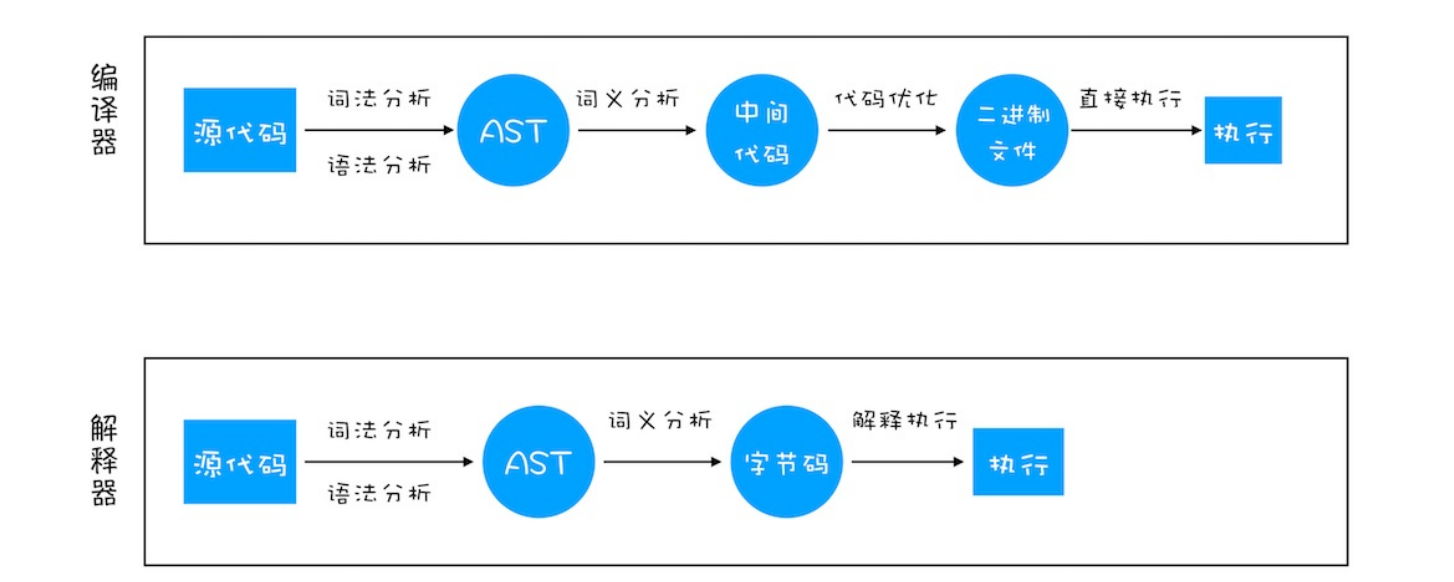 编译器
源代码
词法分析
语法分析
AST
词义分析
中间
代码
代码优化
二进制
文件
直接执行
执行
解释器
源代码
词法分析
语法分析
AST
词义分析
字节码
解释执行
执行